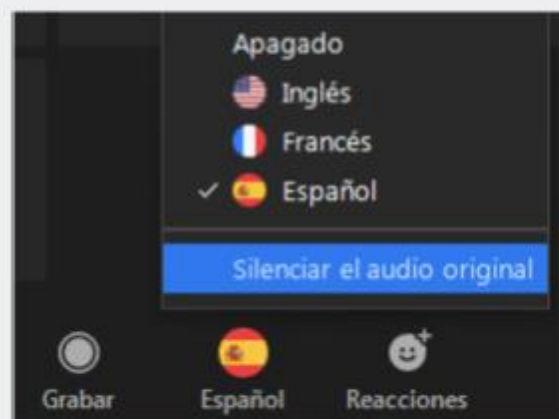 Apagado
Inglés
Francés
Español
Silenciar el audio original
Grabar
Español
Reacciones